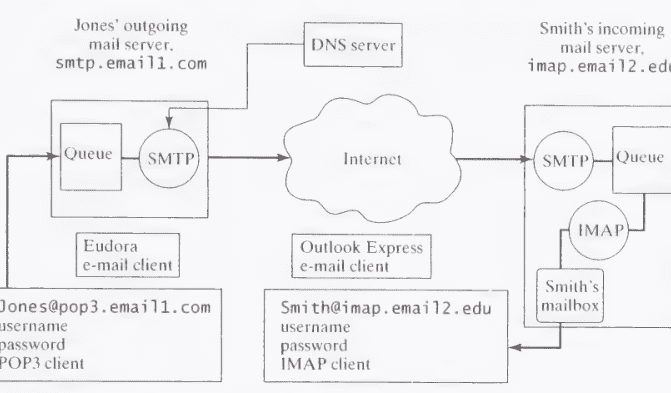 Jones' outgoing
mail server,
smtp.email1.com
DNS server
Smith's incoming
mail server,
imap.email2.edu
Queue
SMTP
Internet
SMTP
Queue
IMAP
Smith's
mailbox
Eudora
e-mail client
Outlook Express
e-mail client
Jones@pop3.email1.com
username
password
POP3 client
Smith@imap.email2.edu
username
password
IMAP client